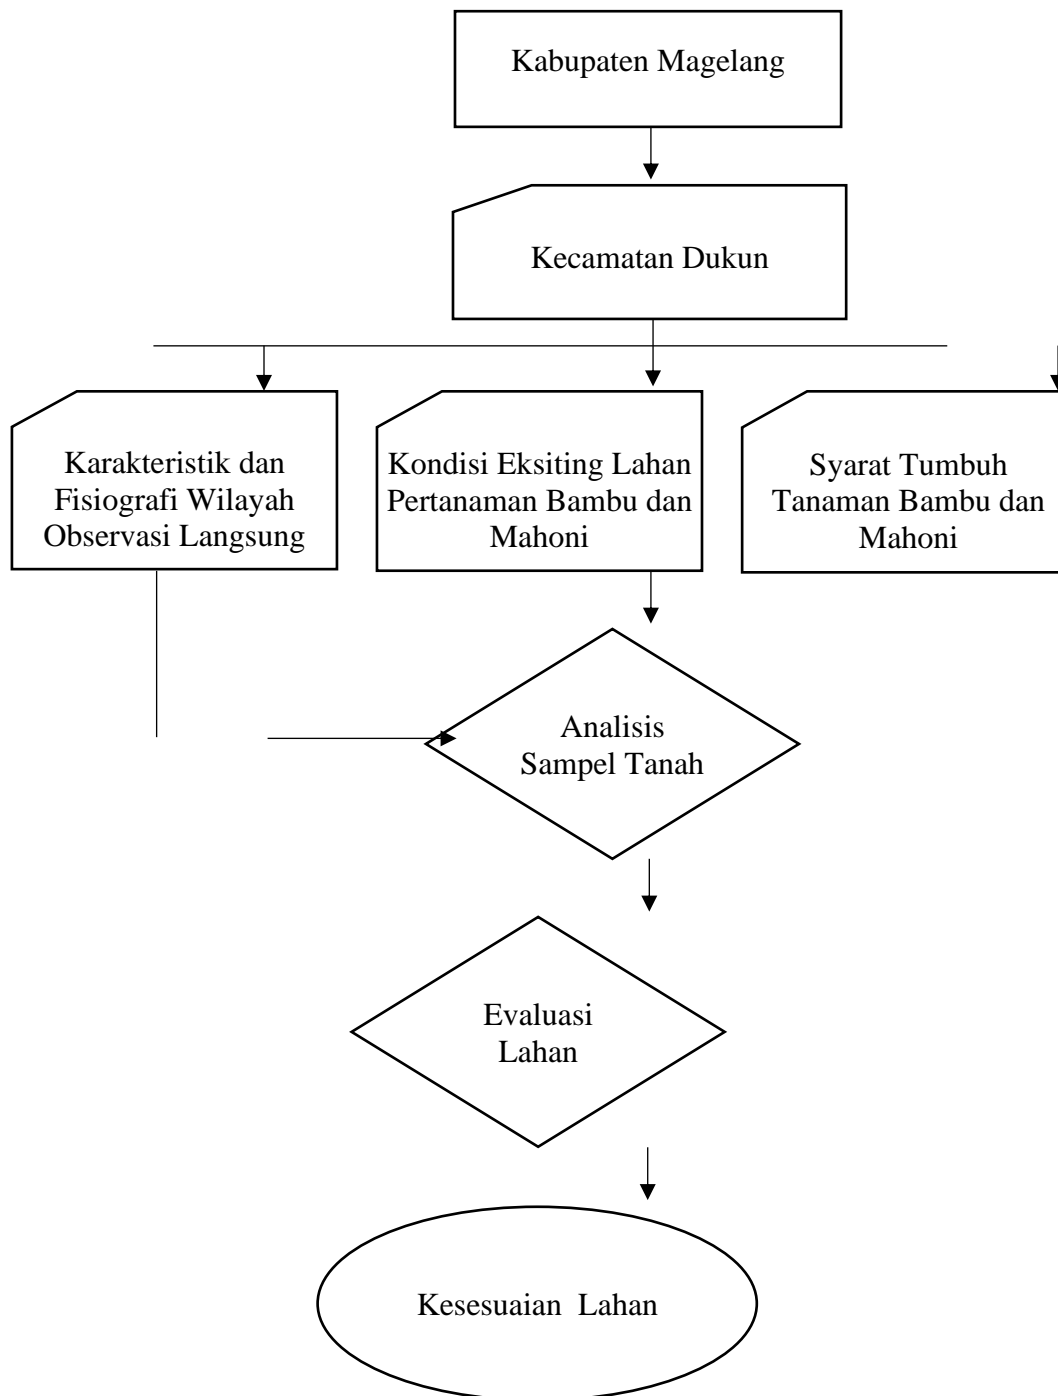 Kabupaten Magelang
Kecamatan Dukun
Karakteristik dan
Fisiografi Wilayah
Observasi Langsung
Kondisi Eksiting Lahan
Pertanaman Bambu dan
Mahoni
Syarat Tumbuh
Tanaman Bambu dan
Mahoni
Analisis
Sampel Tanah
Evaluasi
Lahan
Kesesuaian  Lahan